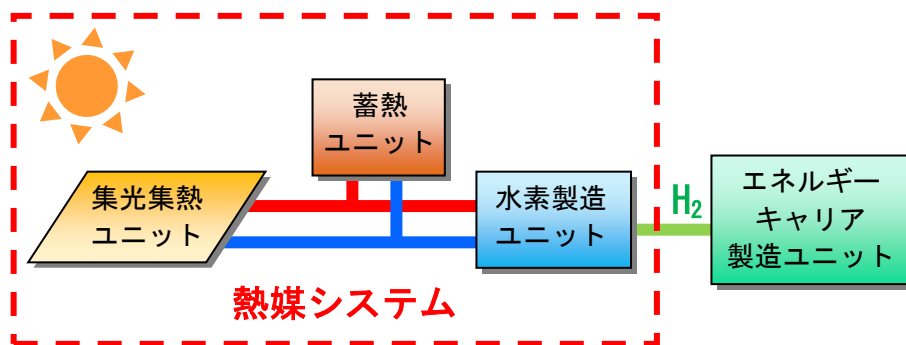 蓄熱
ユニット
集光集熱
ユニット
水素製造
ユニット
H₂
エネルギー
キャリア
製造ユニット
熱媒システム